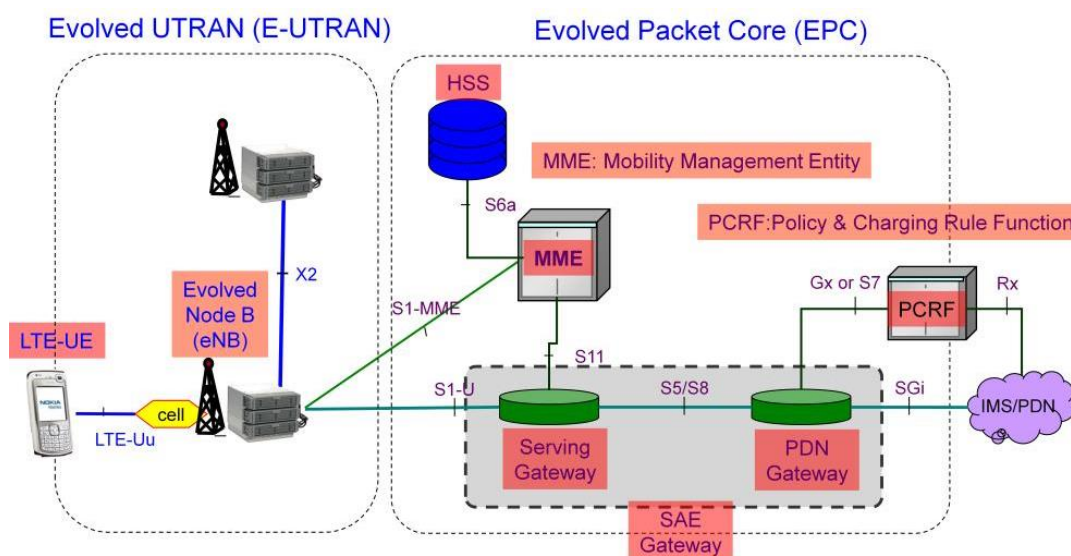 Evolved UTRAN (E-UTRAN)
Evolved Packet Core (EPC)
HSS
MME: Mobility Management Entity
S6a
PCRF:Policy & Charging Rule Function
MME
X2
Evolved
Node B
(eNB)
Gx or S7
Rx
PCRF
S1-MME
LTE-UE
S11
NOKIA
cell
S1-U
S5/S8
SGi
IMS/PDN
LTE-Uu
Serving
Gateway
PDN
Gateway
SAE
Gateway